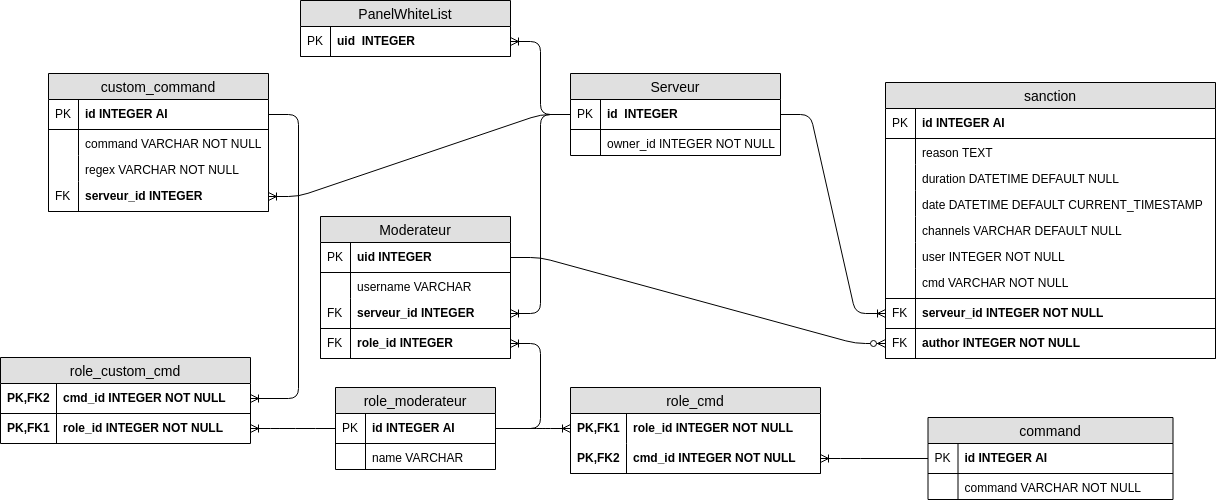 PanelWhiteList
PK uid INTEGER
custom_command
PK id INTEGER AI
command VARCHAR NOT NULL
regex VARCHAR NOT NULL
FK serveur_id INTEGER
Serveur
PK id INTEGER
owner_id INTEGER NOT NULL
sanction
PK id INTEGER AI
reason TEXT
duration DATETIME DEFAULT NULL
date DATETIME DEFAULT CURRENT_TIMESTAMP
channels VARCHAR DEFAULT NULL
user INTEGER NOT NULL
cmd VARCHAR NOT NULL
FK serveur_id INTEGER NOT NULL
FK author INTEGER NOT NULL
Moderateur
PK uid INTEGER
username VARCHAR
FK serveur_id INTEGER
FK role_id INTEGER
role_custom_cmd
PK,FK2 cmd_id INTEGER NOT NULL
PK,FK1 role_id INTEGER NOT NULL
role_moderateur
PK id INTEGER AI
name VARCHAR
role_cmd
PK,FK1 role_id INTEGER NOT NULL
PK,FK2 cmd_id INTEGER NOT NULL
command
PK id INTEGER AI
command VARCHAR NOT NULL